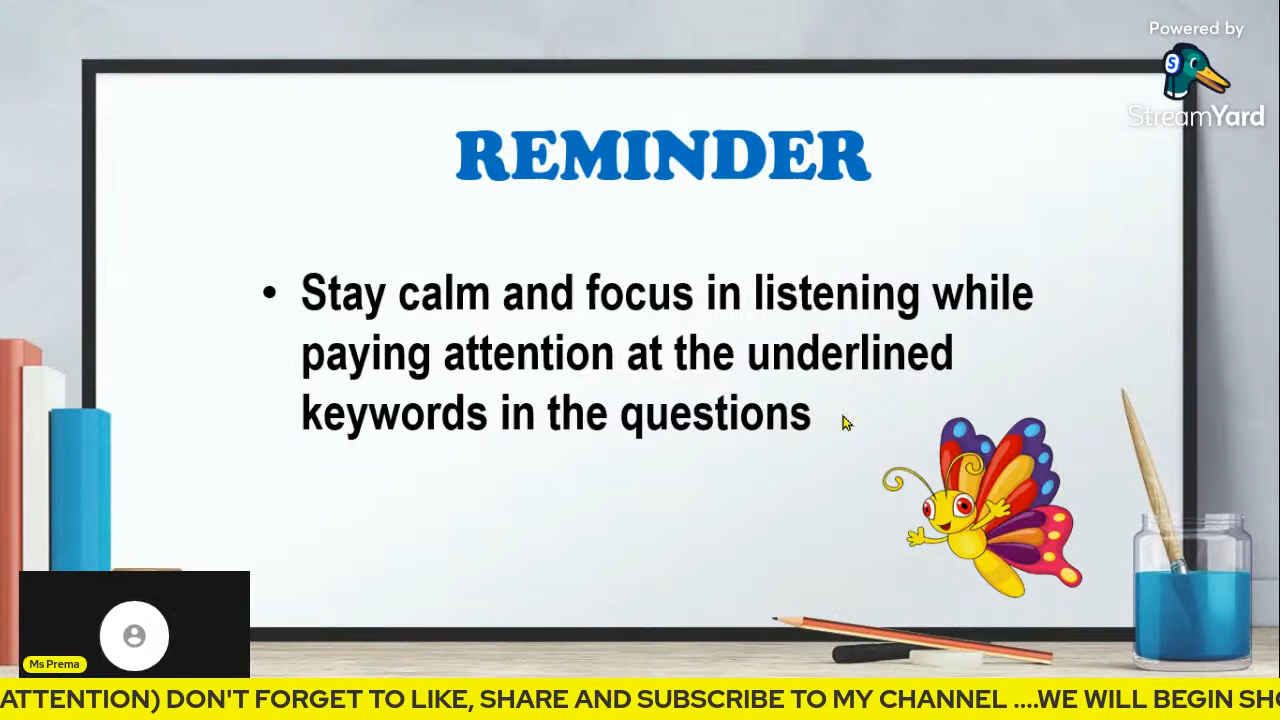 Powered by
S
StreamYard
REMINDER
• Stay calm and focus in listening while
paying attention at the underlined
keywords in the questions
Ms Prema
ATTENTION) DON'T FORGET TO LIKE, SHARE AND SUBSCRIBE TO MY CHANNEL ....WE WILL BEGIN SH